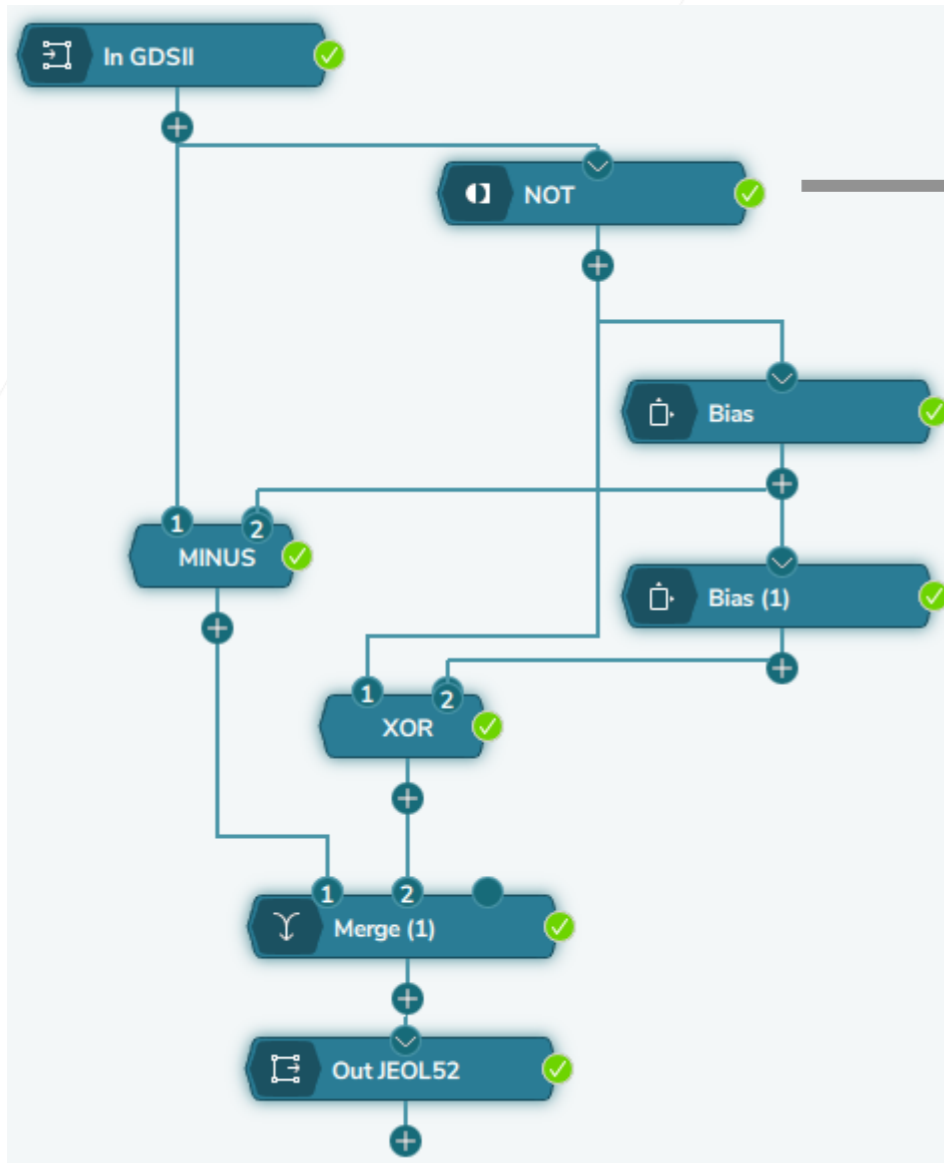 In GDSII
NOT
Bias
1
2
MINUS
Bias (1)
1
2
XOR
1
2
Merge (1)
Out JEOL52